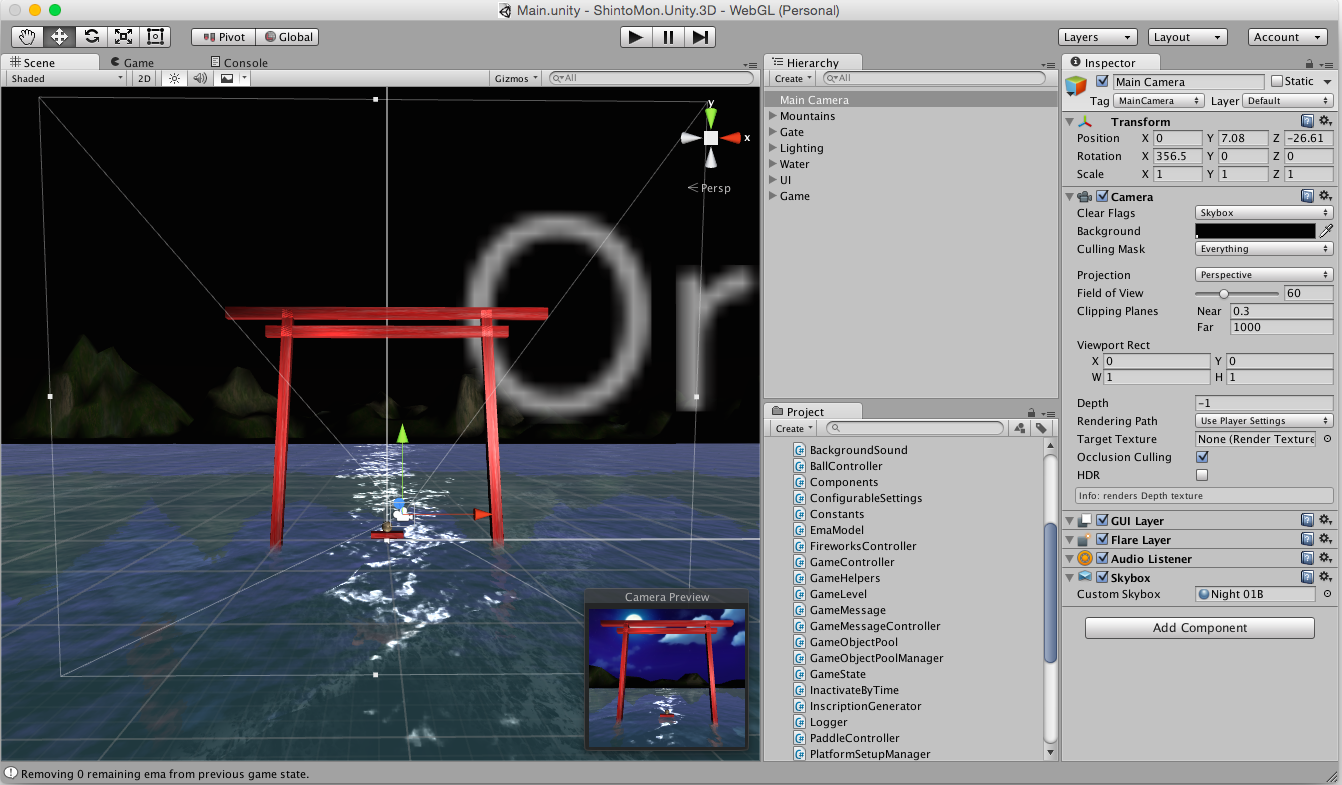 Main.unity - ShintoMon.Unity.3D - WebGL (Personal)
Pivot Global Layers Layout Account
Scene Game Console
Shaded 2D Gizmos All
y
x
Persp
Or
Camera Preview
Hierarchy
Create All
Main Camera
Mountains
Gate
Lighting
Water
UI
Game
Project
Create
BackgroundSound
BallController
Components
ConfigurableSettings
Constants
EmaModel
FireworksController
GameController
GameHelpers
GameLevel
GameMessage
GameMessageController
GameObjectPool
GameObjectPoolManager
GameState
InactivateByTime
InscriptionGenerator
Logger
PaddleController
PlatformSetupManager
Inspector
Main Camera Static
Tag MainCamera Layer Default
Transform
Position X 0 Y 7.08 Z -26.61
Rotation X 356.5 Y 0 Z 0
Scale X 1 Y 1 Z 1
Camera
Clear Flags Skybox
Background
Culling Mask Everything
Projection Perspective
Field of View 60
Clipping Planes Near 0.3
Far 1000
Viewport Rect
X 0 Y 0
W 1 H 1
Depth -1
Rendering Path Use Player Settings
Target Texture None (Render Texture
Occlusion Culling
HDR
Info: renders Depth texture
GUI Layer
Flare Layer
Audio Listener
Skybox
Custom Skybox Night 01B
Add Component
Removing 0 remaining ema from previous game state.